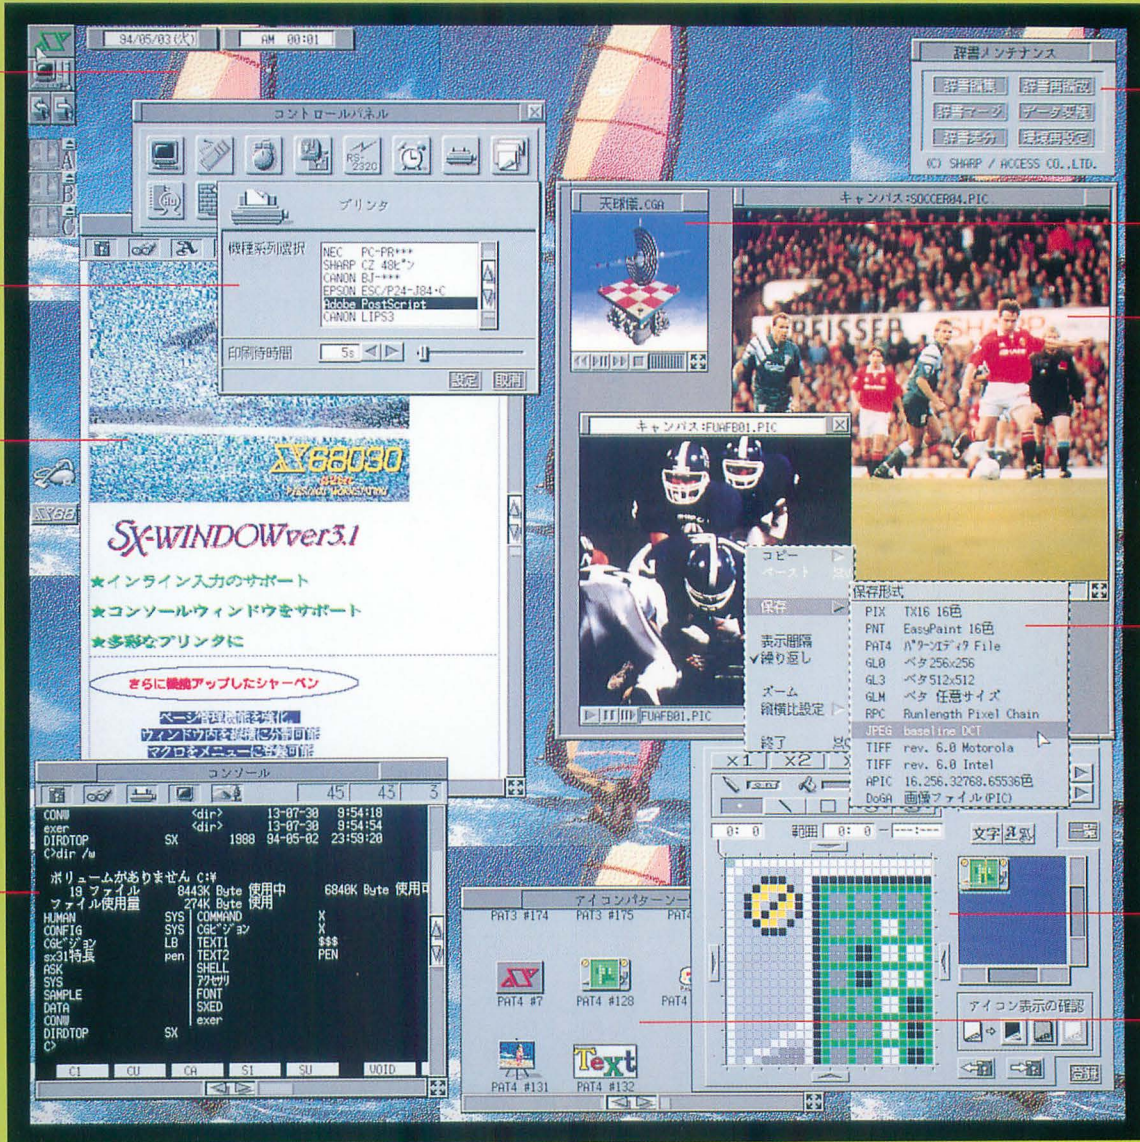 94/05/03(火)
AM 00:01
コントロールパネル
RS-232C
プリンタ
機種系列選択
NEC PC-PR***
SHARP CZ 48ピン
CANON BJ-***
EPSON ESC/P24-J84・C
Adobe PostScript
CANON LIPS3
印刷待時間
5s
設定 取消
辞書メンテナンス
辞書編集
辞書マージ データ変換
辞書差分 環境再設定
(C) SHARP / ACCESS CO.,LTD.
天球儀.CGA
キャンバス:SOCCER04.PIC
REISSER SHARP
キャンバス:FUAFB01.PIC
FUAFB01.PIC
A
B
C
X68030
SX-WINDOWver3.1
★インライン入力のサポート
★コンソールウィンドウをサポート
★多彩なプリンタに
さらに機能アップしたシャーペン
ページ管理機能を強化.
ウィンドウ内を縦横に分割可能
マクロをメニューに登録可能
コピー
ペースト
保存
表示間隔
✓繰り返し
ズーム
縦横比設定
終了
保存形式
PIX TX16 16色
PNT EasyPaint 16色
PAT4 パターンエディタ File
GL0 ベタ256x256
GL3 ベタ512x512
GLM ベタ 任意サイズ
RPC Runlength Pixel Chain
JPEG baseline DCT
TIFF rev. 6.0 Motorola
TIFF rev. 6.0 Intel
APIC 16.256.32768.65536色
DoGA 画像ファイル(PIC)
コンソール
45 43 3
CONW <dir> 13-07-30 9:54:18
exer <dir> 13-07-30 9:54:54
DIRDTOP SX 1988 94-05-02 23:59:28
C>dir /w
ボリュームがありません C:¥
19 ファイル 8443K Byte 使用中 6840K Byte 使用可
ファイル使用量 274K Byte 使用
HUMAN SYS COMMAND X
CONFIG SYS CGビジョン X
CGビジョン LB TEXT1 $$$
sx31特長 pen TEXT2 PEN
ASK SHELL
SYS アクセサリ
SAMPLE FONT
DATA SXED
CONW exer
DIRDTOP SX
C>
C1 CU CA S1 SU VOID
アイコンパターン
PAT3 #174 PAT3 #175 PAT4
PAT4 #7 PAT4 #128 PAT4
Text
PAT4 #131 PAT4 #132
×1 ×2
0: 0 範囲 0: 0 ----:---
文字
アイコン表示の確認
登録